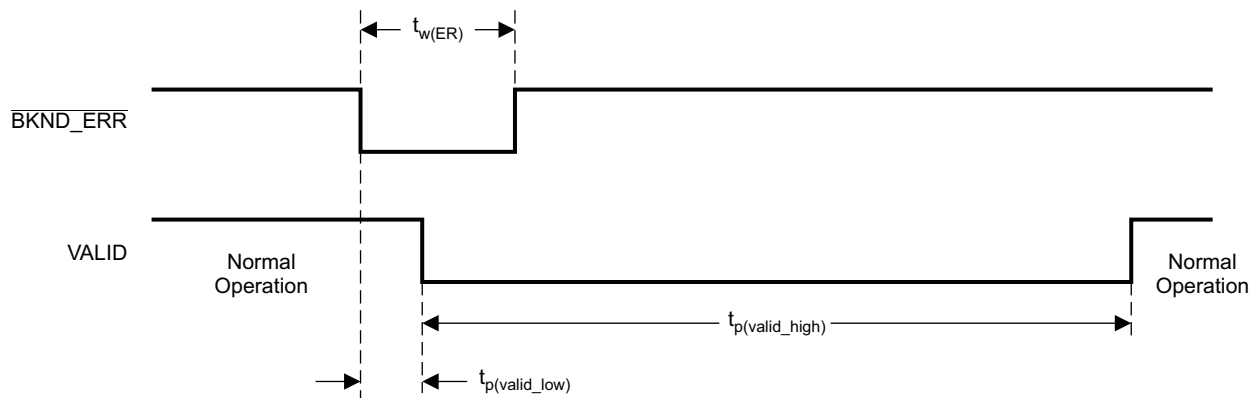 tw(ER)
BKND_ERR
VALID
Normal
Operation
Normal
Operation
tp(valid_high)
tp(valid_low)